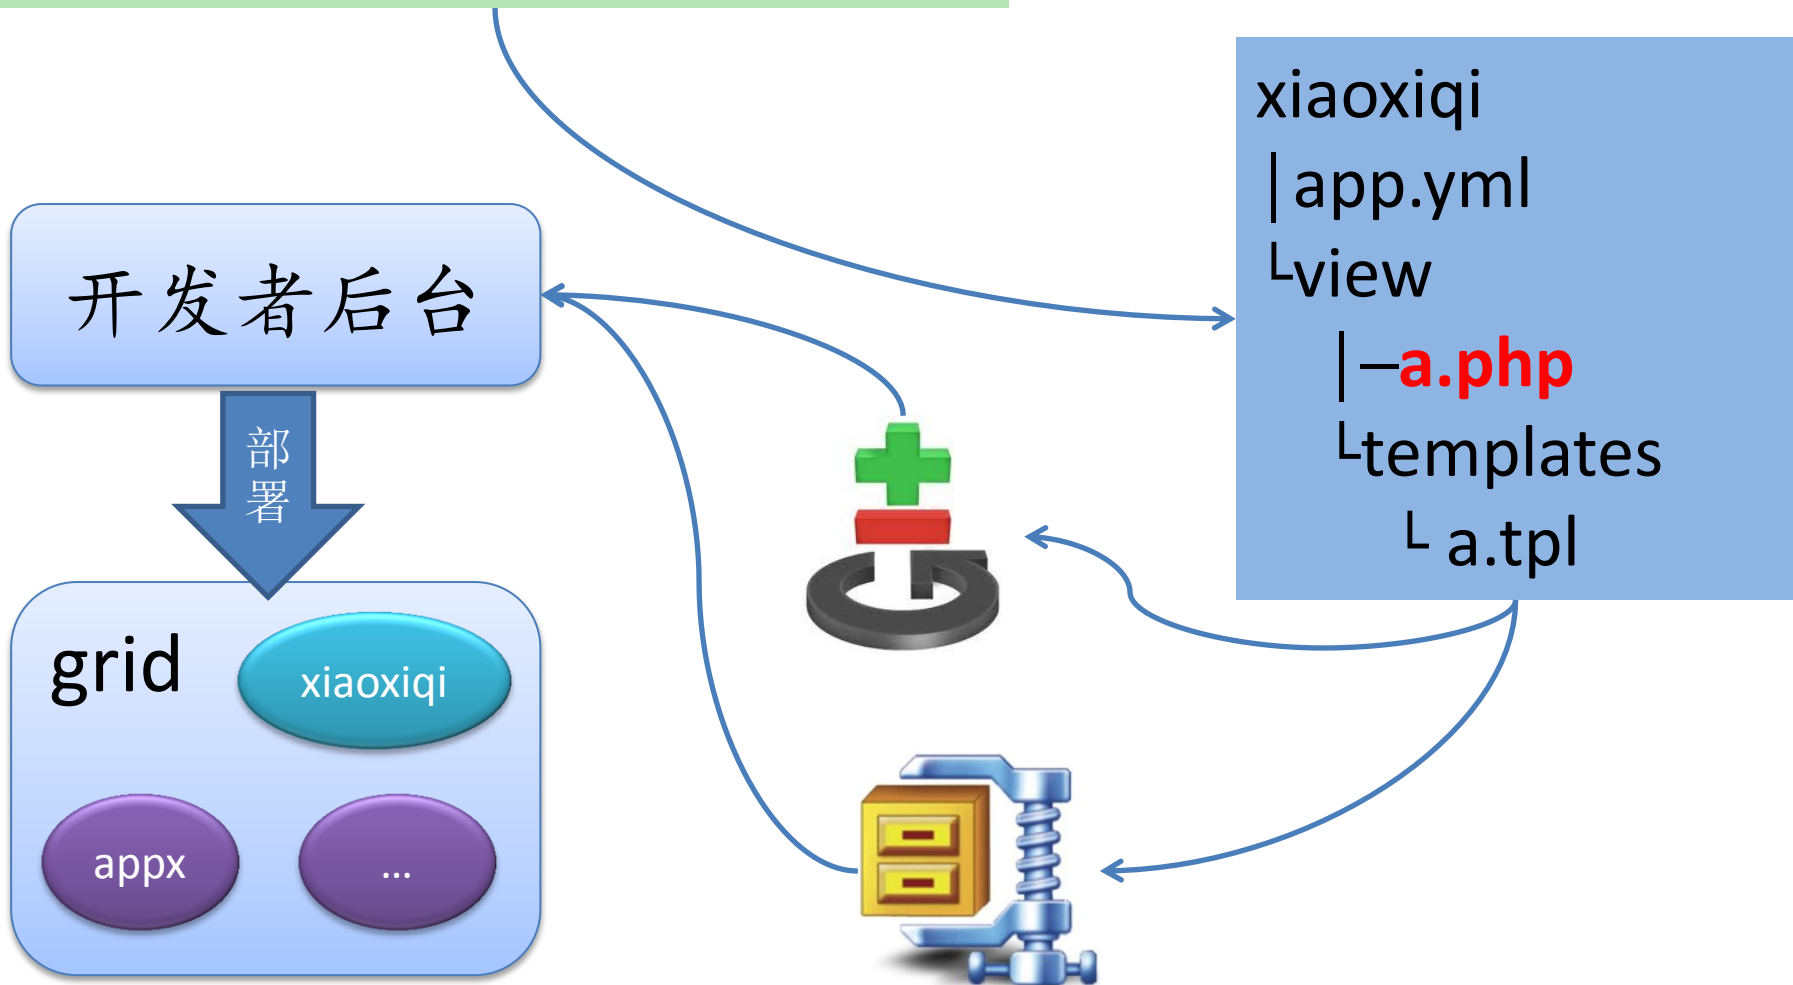 xiaoxiqi
│app.yml
└view
│─a.php
└templates
└ a.tpl
开发者后台
部
署
grid
xiaoxiqi
appx
...